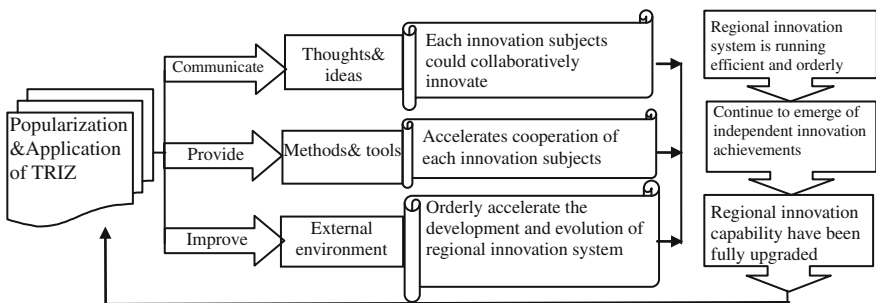 Popularization
&Application
of TRIZ
Communicate
Thoughts&
ideas
Each innovation subjects
could collaboratively
innovate
Provide
Methods& tools
Accelerates cooperation of
each innovation subjects
Improve
External
environment
Orderly accelerate the
development and evolution of
regional innovation system
Regional innovation
system is running
efficient and orderly
Continue to emerge of
independent innovation
achievements
Regional innovation
capability have been
fully upgraded